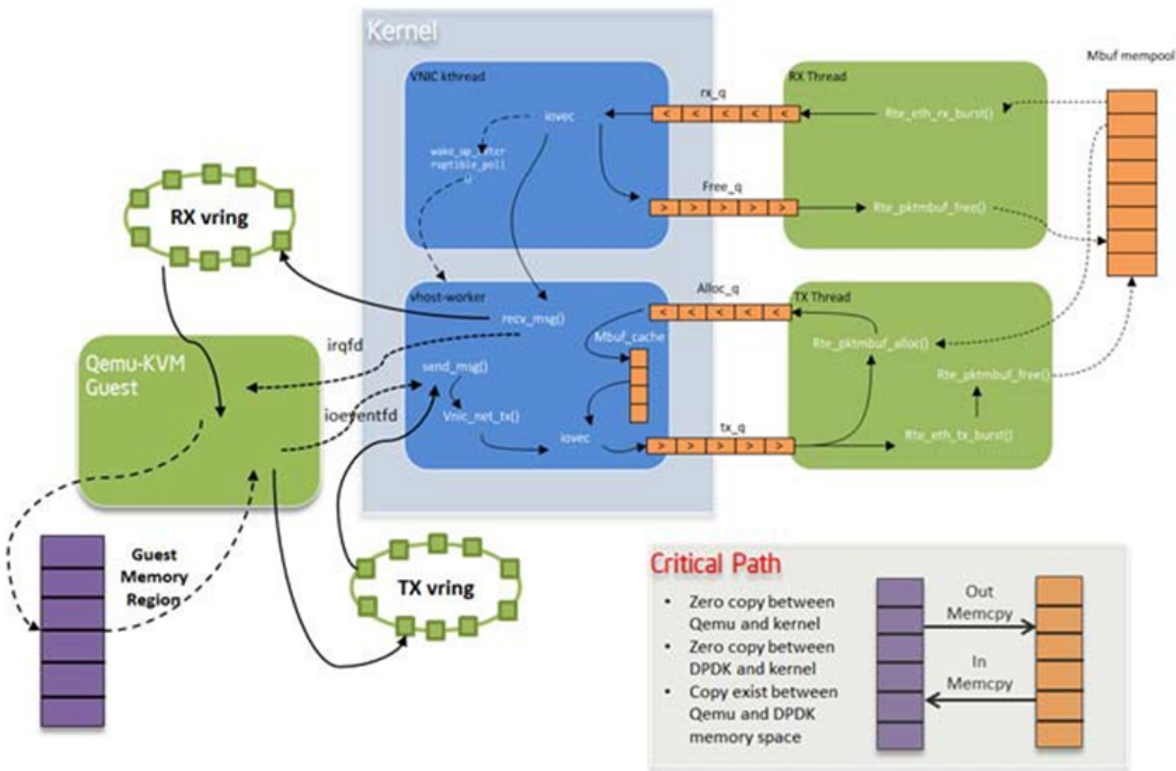 Kernel
VNIC kthread
iovec
wake_up_inter
ruptible_poll
()
rx_q
< < < < <
RX Thread
Rte_eth_rx_burst()
Mbuf mempool
Free_q
> > > > >
Rte_pktmbuf_free()
RX vring
vhost-worker
recv_msg()
Alloc_q
< < < < <
TX Thread
Mbuf_cache
Rte_pktmbuf_alloc()
irqfd
Qemu-KVM
Guest
send_msg()
Rte_pktmbuf_free()
ioeventfd
Vnic_net_tx()
iovec
tx_q
> > > > >
Rte_eth_tx_burst()
Guest
Memory
Region
TX vring
Critical Path
• Zero copy between
Qemu and kernel
• Zero copy between
DPDK and kernel
• Copy exist between
Qemu and DPDK
memory space
Out
Memcpy
In
Memcpy